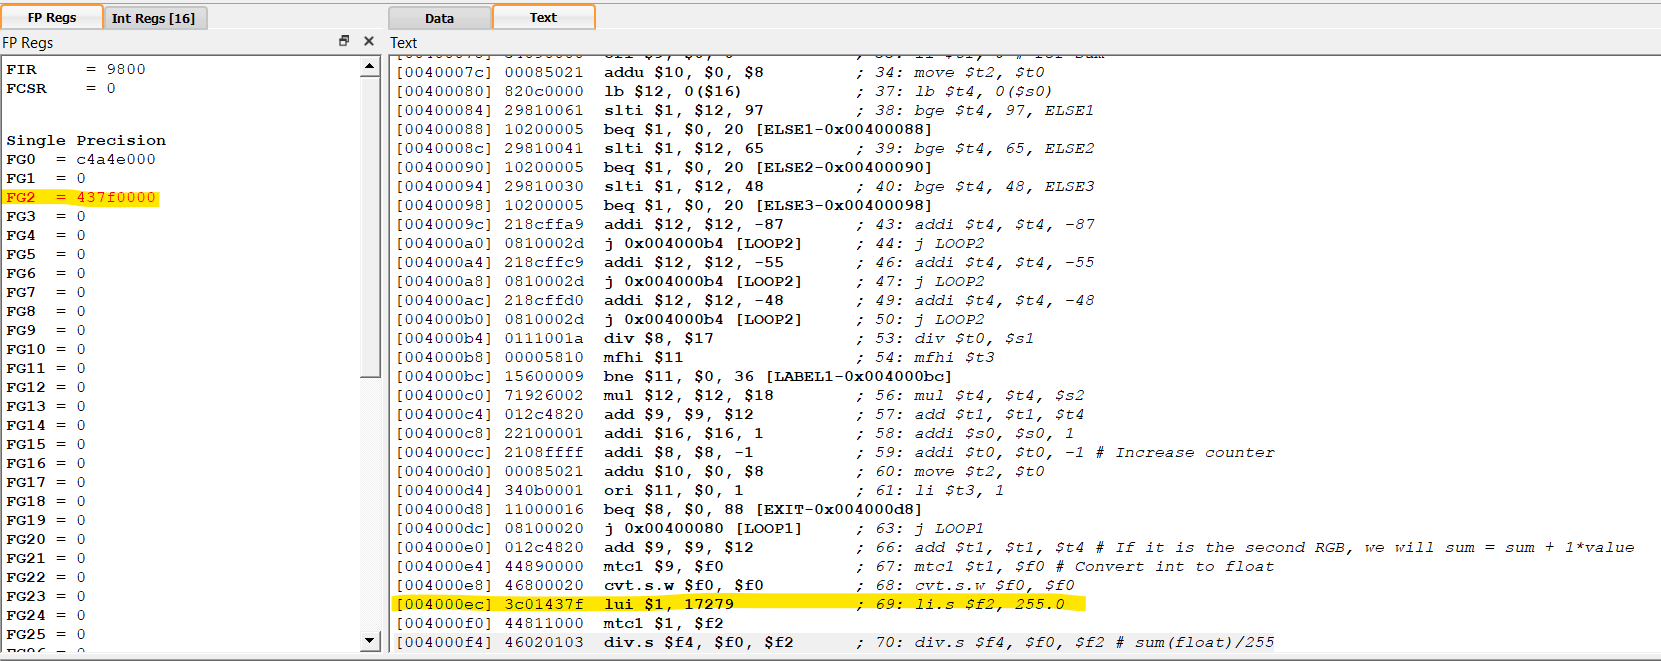 FP Regs Int Regs [16]
FP Regs
FIR = 9800
FCSR = 0
Single Precision
FG0 = c4a4e000
FG1 = 0
FG2 = 437f0000
FG3 = 0
FG4 = 0
FG5 = 0
FG6 = 0
FG7 = 0
FG8 = 0
FG9 = 0
FG10 = 0
FG11 = 0
FG12 = 0
FG13 = 0
FG14 = 0
FG15 = 0
FG16 = 0
FG17 = 0
FG18 = 0
FG19 = 0
FG20 = 0
FG21 = 0
FG22 = 0
FG23 = 0
FG24 = 0
FG25 = 0
Data Text
Text
[0040007c] 00085021 addu $10, $0, $8 ; 34: move $t2, $t0
[00400080] 820c0000 lb $12, 0($16) ; 37: lb $t4, 0($s0)
[00400084] 29810061 slti $1, $12, 97 ; 38: bge $t4, 97, ELSE1
[00400088] 10200005 beq $1, $0, 20 [ELSE1-0x00400088]
[0040008c] 29810041 slti $1, $12, 65 ; 39: bge $t4, 65, ELSE2
[00400090] 10200005 beq $1, $0, 20 [ELSE2-0x00400090]
[00400094] 29810030 slti $1, $12, 48 ; 40: bge $t4, 48, ELSE3
[00400098] 10200005 beq $1, $0, 20 [ELSE3-0x00400098]
[0040009c] 218cffa9 addi $12, $12, -87 ; 43: addi $t4, $t4, -87
[004000a0] 0810002d j 0x004000b4 [LOOP2] ; 44: j LOOP2
[004000a4] 218cffc9 addi $12, $12, -55 ; 46: addi $t4, $t4, -55
[004000a8] 0810002d j 0x004000b4 [LOOP2] ; 47: j LOOP2
[004000ac] 218cffd0 addi $12, $12, -48 ; 49: addi $t4, $t4, -48
[004000b0] 0810002d j 0x004000b4 [LOOP2] ; 50: j LOOP2
[004000b4] 0111001a div $8, $17 ; 53: div $t0, $s1
[004000b8] 00005810 mfhi $11 ; 54: mfhi $t3
[004000bc] 15600009 bne $11, $0, 36 [LABEL1-0x004000bc]
[004000c0] 71926002 mul $12, $12, $18 ; 56: mul $t4, $t4, $s2
[004000c4] 012c4820 add $9, $9, $12 ; 57: add $t1, $t1, $t4
[004000c8] 22100001 addi $16, $16, 1 ; 58: addi $s0, $s0, 1
[004000cc] 2108ffff addi $8, $8, -1 ; 59: addi $t0, $t0, -1 # Increase counter
[004000d0] 00085021 addu $10, $0, $8 ; 60: move $t2, $t0
[004000d4] 340b0001 ori $11, $0, 1 ; 61: li $t3, 1
[004000d8] 11000016 beq $8, $0, 88 [EXIT-0x004000d8]
[004000dc] 08100020 j 0x00400080 [LOOP1] ; 63: j LOOP1
[004000e0] 012c4820 add $9, $9, $12 ; 66: add $t1, $t1, $t4 # If it is the second RGB, we will sum = sum + 1*value
[004000e4] 44890000 mtc1 $9, $f0 ; 67: mtc1 $t1, $f0 # Convert int to float
[004000e8] 46800020 cvt.s.w $f0, $f0 ; 68: cvt.s.w $f0, $f0
[004000ec] 3c01437f lui $1, 17279 ; 69: li.s $f2, 255.0
[004000f0] 44811000 mtc1 $1, $f2
[004000f4] 46020103 div.s $f4, $f0, $f2 ; 70: div.s $f4, $f0, $f2 # sum(float)/255